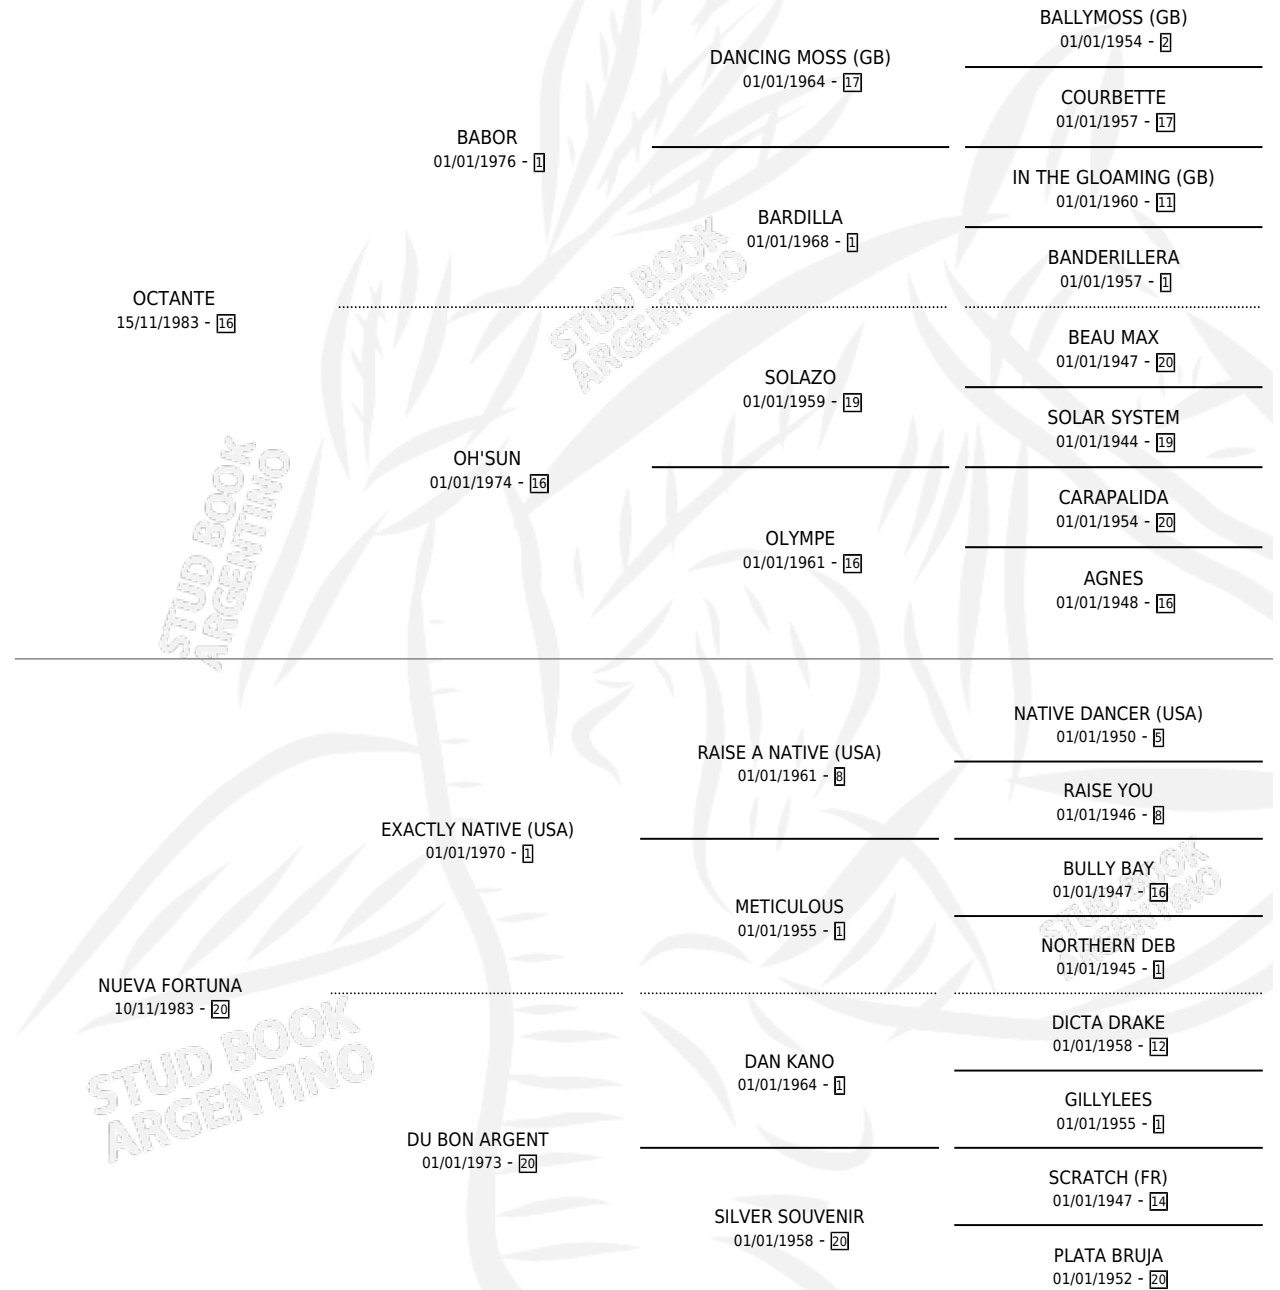 BALLYMOSS (GB)
01/01/1954 - 2
DANCING MOSS (GB)
01/01/1964 - 17
COURBETTE
01/01/1957 - 17
BABOR
01/01/1976 - 1
IN THE GLOAMING (GB)
01/01/1960 - 11
BARDILLA
01/01/1968 - 1
BANDERILLERA
01/01/1957 - 1
OCTANTE
15/11/1983 - 16
BEAU MAX
01/01/1947 - 20
SOLAZO
01/01/1959 - 19
SOLAR SYSTEM
01/01/1944 - 19
OH'SUN
01/01/1974 - 16
CARAPALIDA
01/01/1954 - 20
OLYMPE
01/01/1961 - 16
AGNES
01/01/1948 - 16
STUD BOOK
ARGENTINO
STUD BOOK
ARGENTINO
NATIVE DANCER (USA)
01/01/1950 - 5
RAISE A NATIVE (USA)
01/01/1961 - 8
RAISE YOU
01/01/1946 - 8
EXACTLY NATIVE (USA)
01/01/1970 - 1
BULLY BAY
01/01/1947 - 16
METICULOUS
01/01/1955 - 1
NORTHERN DEB
01/01/1945 - 1
NUEVA FORTUNA
10/11/1983 - 20
DICTA DRAKE
01/01/1958 - 12
DAN KANO
01/01/1964 - 1
GILLYLEES
01/01/1955 - 1
DU BON ARGENT
01/01/1973 - 20
SCRATCH (FR)
01/01/1947 - 14
SILVER SOUVENIR
01/01/1958 - 20
PLATA BRUJA
01/01/1952 - 20
STUD BOOK
ARGENTINO
STUD BOOK
ARGENTINO